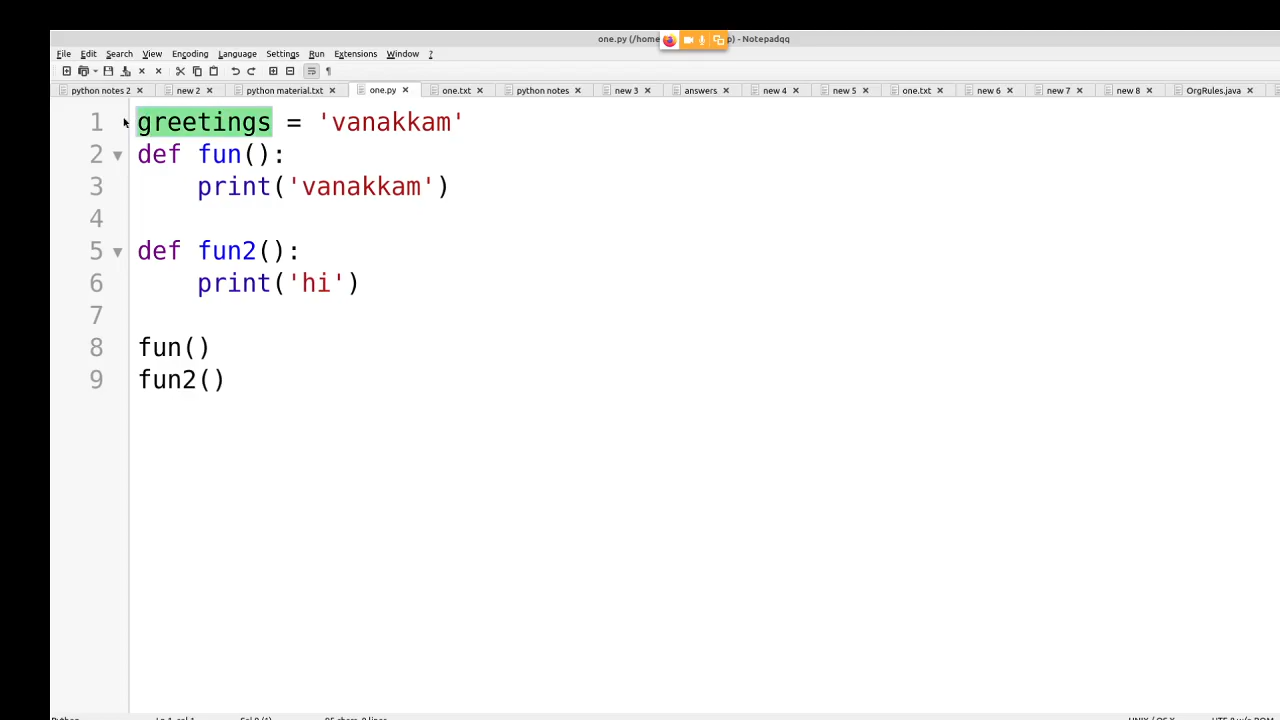 one.py (/home p) - Notepadqq
File Edit Search View Encoding Language Settings Run Extensions Window ?
python notes 2 new 2 python material.txt one.py one.txt python notes new 3 answers new 4 new 5 one.txt new 6 new 7 new 8 OrgRules.java
1 greetings = 'vanakkam'
2 def fun():
3 print('vanakkam')
4
5 def fun2():
6 print('hi')
7
8 fun()
9 fun2()